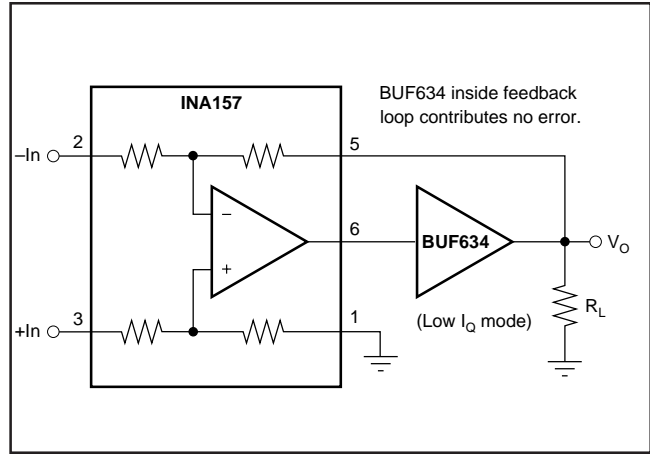 INA157
BUF634 inside feedback
loop contributes no error.
–In 2 5
– 6 BUF634 V_O
+
(Low I_Q mode) R_L
+In 3 1